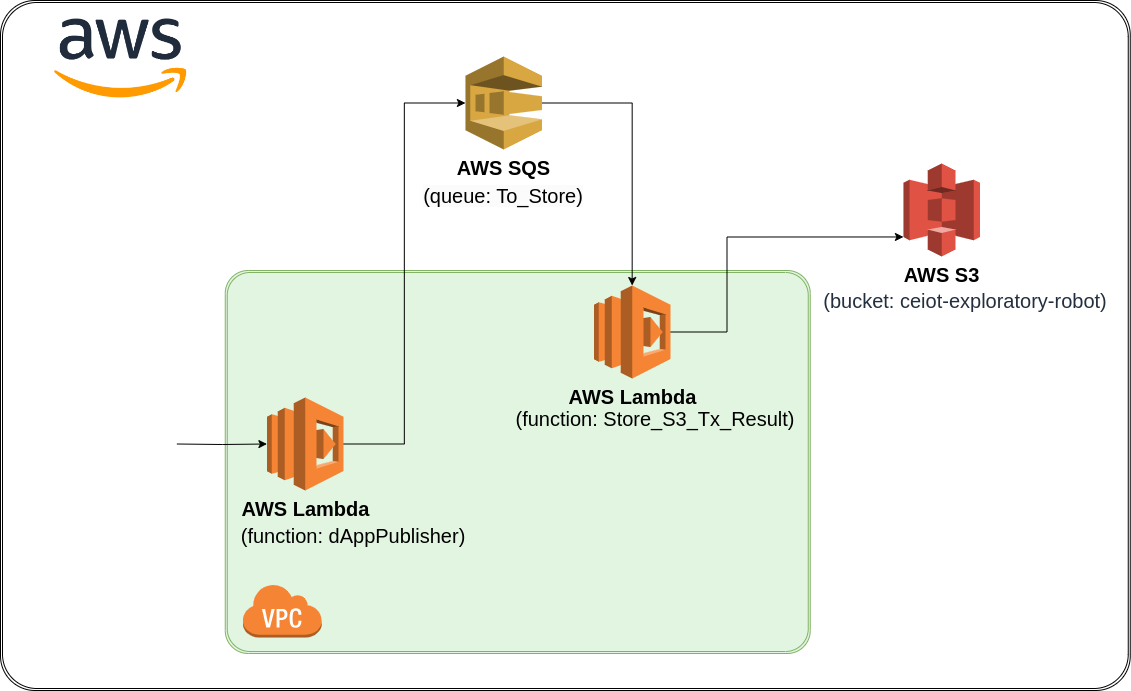 aws
AWS SQS
(queue: To_Store)
AWS S3
(bucket: ceiot-exploratory-robot)
AWS Lambda
(function: Store_S3_Tx_Result)
AWS Lambda
(function: dAppPublisher)
VPC